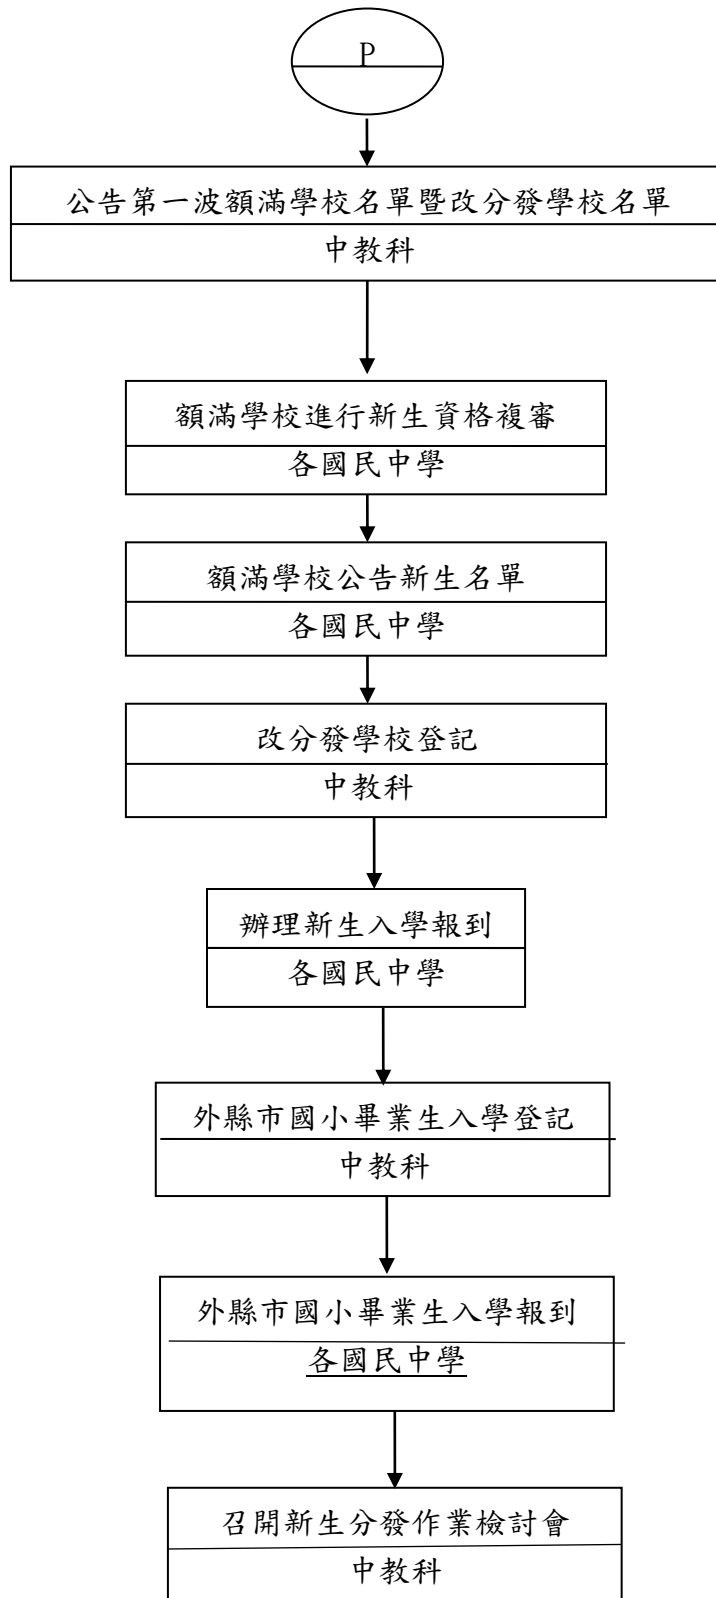 P
公告第一波額滿學校名單暨改分發學校名單
中教科
額滿學校進行新生資格複審
各國民中學
額滿學校公告新生名單
各國民中學
改分發學校登記
中教科
辦理新生入學報到
各國民中學
外縣市國小畢業生入學登記
中教科
外縣市國小畢業生入學報到
各國民中學
召開新生分發作業檢討會
中教科